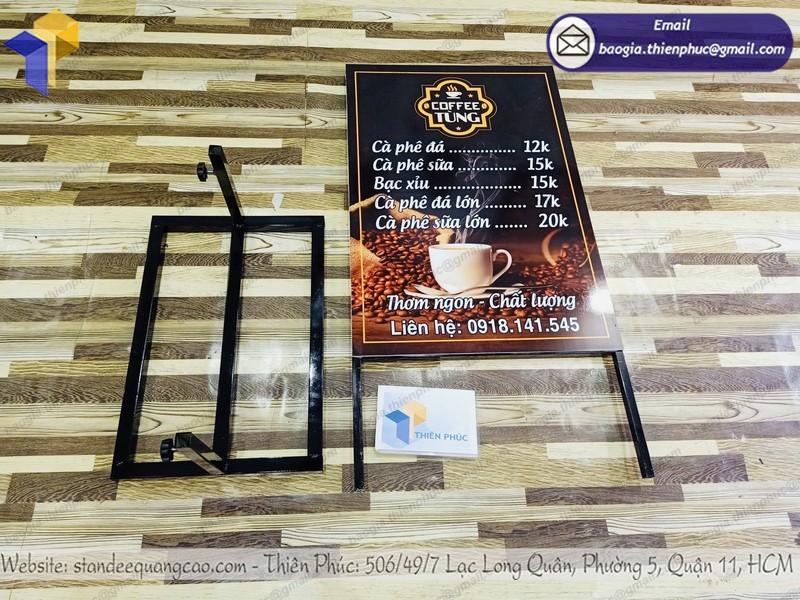 Email
baogia.thienphuc@gmail.com
COFFEE
TÙNG
Cà phê đá .............. 12k
Cà phê sữa ............ 15k
Bạc xỉu ..................... 15k
Cà phê đá lớn ......... 17k
Cà phê sữa lớn ....... 20k
Thơm ngon - Chất lượng
Liên hệ: 0918.141.545
THIÊN PHÚC
Website: standeequangcao.com - Thiên Phúc: 506/49/7 Lạc Long Quân, Phường 5, Quận 11, HCM